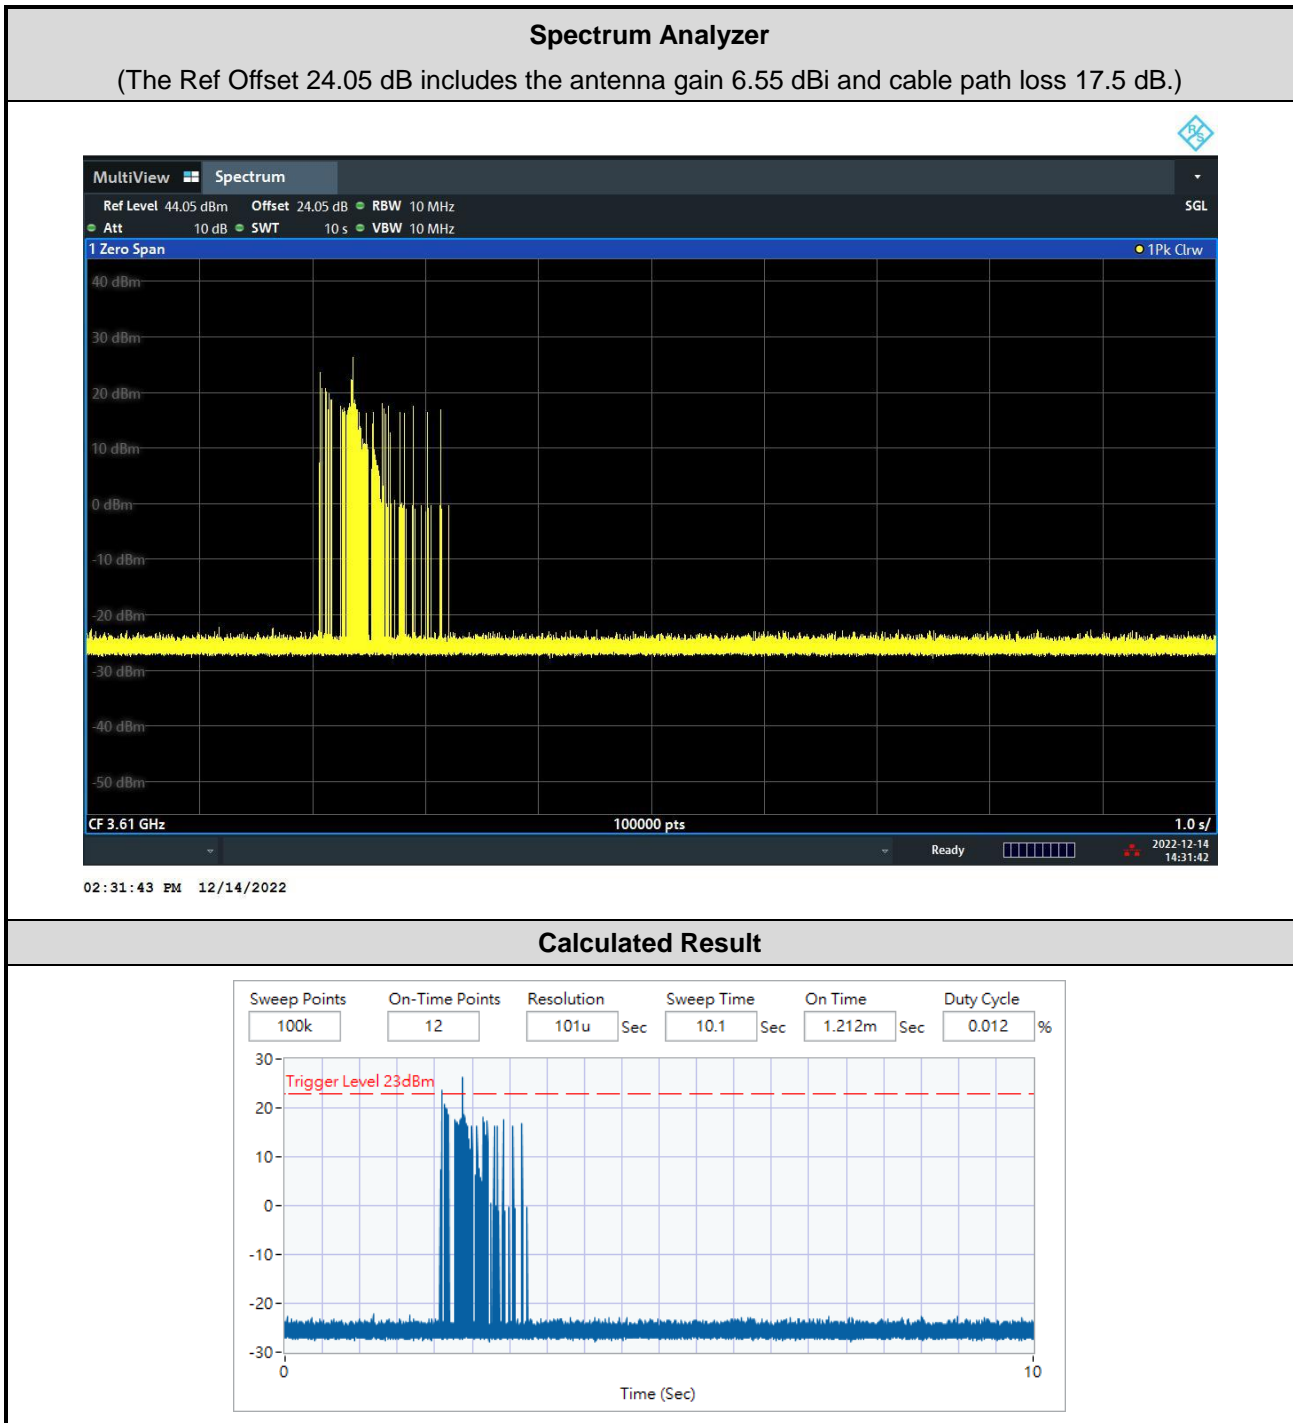 Spectrum Analyzer
(The Ref Offset 24.05 dB includes the antenna gain 6.55 dBi and cable path loss 17.5 dB.)
R S
MultiView Spectrum
Ref Level 44.05 dBm Offset 24.05 dB RBW 10 MHz SGL
Att 10 dB SWT 10 s VBW 10 MHz
1 Zero Span 1Pk Clrw
40 dBm
30 dBm
20 dBm
10 dBm
0 dBm
-10 dBm
-20 dBm
-30 dBm
-40 dBm
-50 dBm
CF 3.61 GHz 100000 pts 1.0 s/
Ready 2022-12-14
14:31:42
02:31:43 PM 12/14/2022
Calculated Result
Sweep Points On-Time Points Resolution Sweep Time On Time Duty Cycle
100k 12 101u Sec 10.1 Sec 1.212m Sec 0.012 %
30
Trigger Level 23dBm
20
10
0
-10
-20
-30
0 10
Time (Sec)